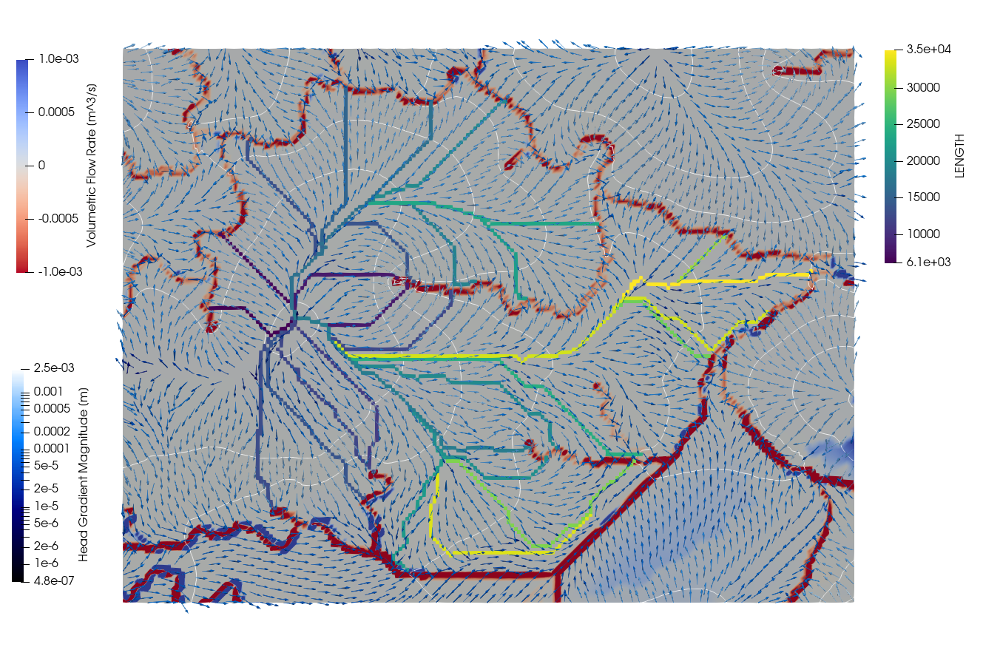 1.0e-03
0.0005
0
-0.0005
-1.0e-03
Volumetric Flow Rate (m^3/s)
2.5e-03
0.001
0.0005
0.0002
0.0001
5e-5
2e-5
1e-5
5e-6
2e-6
1e-6
4.8e-07
Head Gradient Magnitude (m)
3.5e+04
30000
25000
20000
15000
10000
6.1e+03
LENGTH